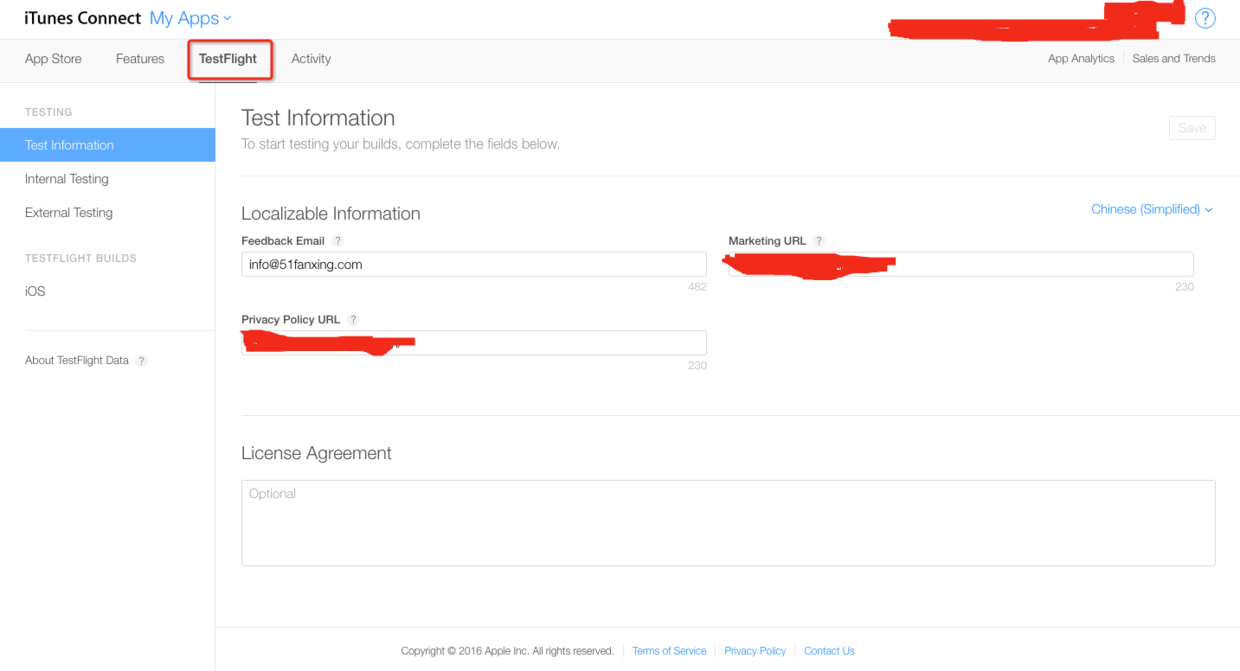 iTunes Connect My Apps
?
App Store Features TestFlight Activity
App Analytics Sales and Trends
TESTING
Test Information
Internal Testing
External Testing
TESTFLIGHT BUILDS
iOS
About TestFlight Data ?
Test Information
Save
To start testing your builds, complete the fields below.
Localizable Information
Chinese (Simplified)
Feedback Email ?
info@51fanxing.com
482
Marketing URL ?
230
Privacy Policy URL ?
230
License Agreement
Optional
Copyright © 2016 Apple Inc. All rights reserved. Terms of Service Privacy Policy Contact Us